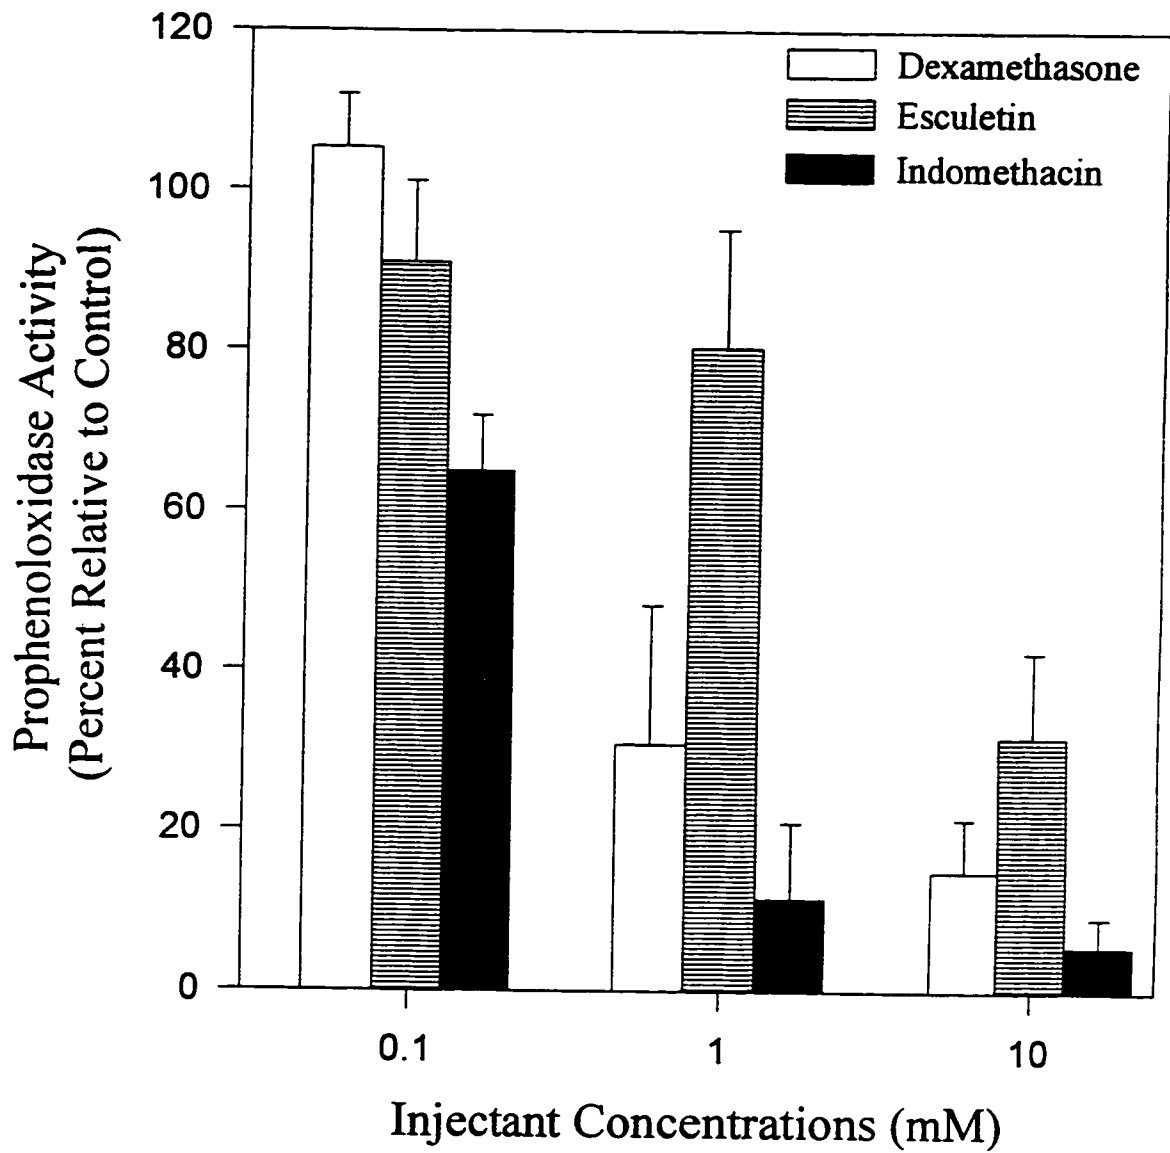 120
100
80
60
40
20
0
Prophenoloxidase Activity
(Percent Relative to Control)
Dexamethasone
Esculetin
Indomethacin
0.1 1 10
Injectant Concentrations (mM)